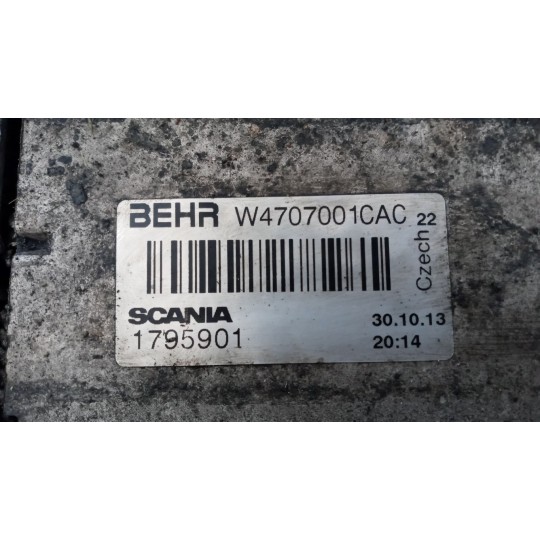 BEHR W4707001CAC
Czech 22
SCANIA
1795901
30.10.13
20:14